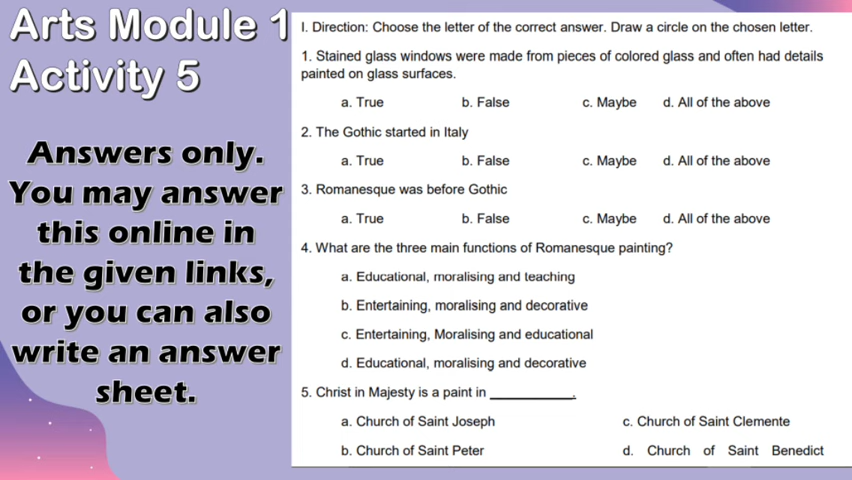 Arts Module 1
Activity 5
Answers only.
You may answer
this online in
the given links,
or you can also
write an answer
sheet.
I. Direction: Choose the letter of the correct answer. Draw a circle on the chosen letter.
1. Stained glass windows were made from pieces of colored glass and often had details
painted on glass surfaces.
a. True b. False c. Maybe d. All of the above
2. The Gothic started in Italy
a. True b. False c. Maybe d. All of the above
3. Romanesque was before Gothic
a. True b. False c. Maybe d. All of the above
4. What are the three main functions of Romanesque painting?
a. Educational, moralising and teaching
b. Entertaining, moralising and decorative
c. Entertaining, Moralising and educational
d. Educational, moralising and decorative
5. Christ in Majesty is a paint in ___________.
a. Church of Saint Joseph c. Church of Saint Clemente
b. Church of Saint Peter d. Church of Saint Benedict